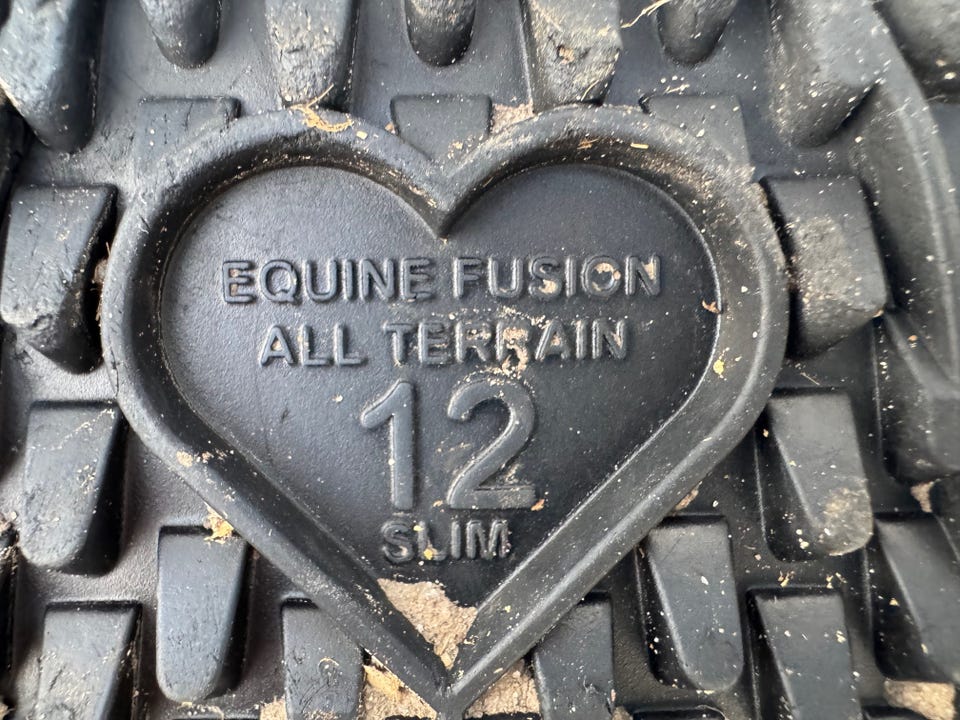 EQUINE FUSION
ALL TERRAIN
12
SLIM